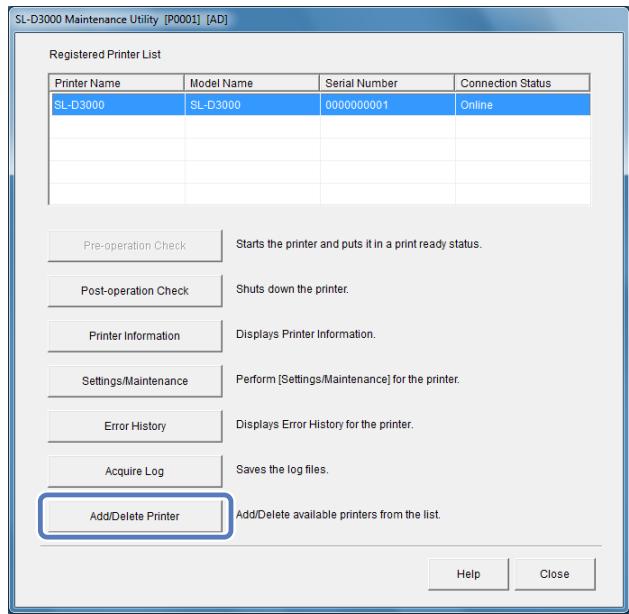 SL-D3000 Maintenance Utility [P0001] [AD]
Registered Printer List
Printer Name Model Name Serial Number Connection Status
SL-D3000 SL-D3000 0000000001 Online
Pre-operation Check Starts the printer and puts it in a print ready status.
Post-operation Check Shuts down the printer.
Printer Information Displays Printer Information.
Settings/Maintenance Perform [Settings/Maintenance] for the printer.
Error History Displays Error History for the printer.
Acquire Log Saves the log files.
Add/Delete Printer Add/Delete available printers from the list.
Help Close